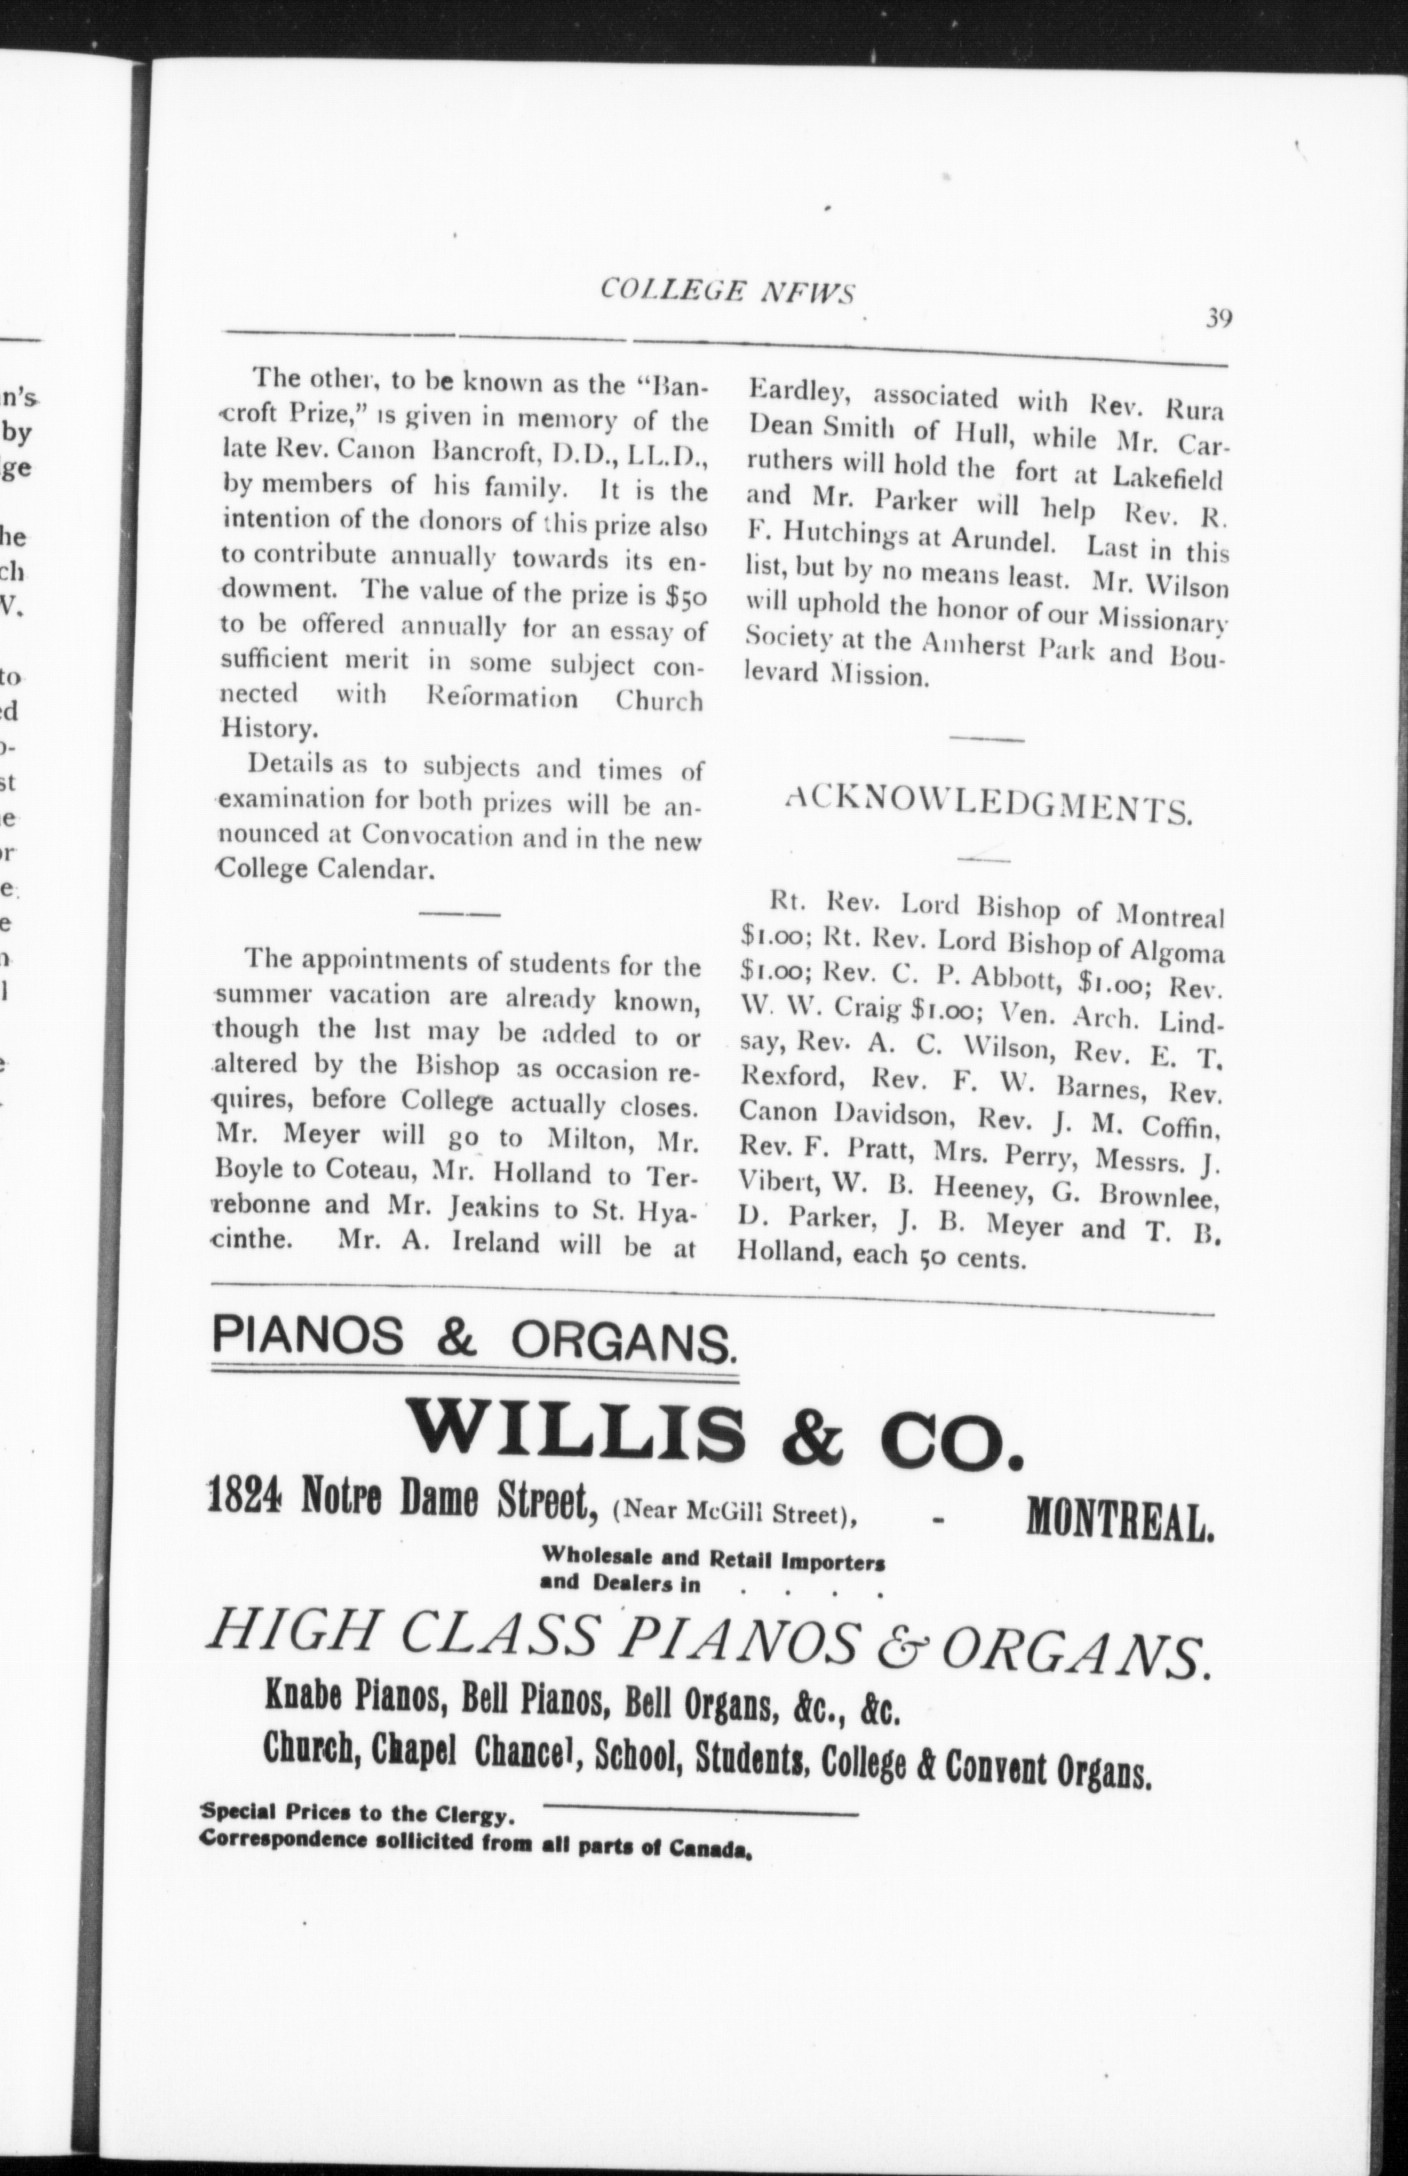 COLLEGE NEWS
39
The other, to be known as the “Ban-
croft Prize,” is given in memory of the
late Rev. Canon Bancroft, D.D., LL.D.,
by members of his family. It is the
intention of the donors of this prize also
to contribute annually towards its en-
dowment. The value of the prize is $50
to be offered annually for an essay of
sufficient merit in some subject con-
nected with Reformation Church
History.
Details as to subjects and times of
examination for both prizes will be an-
nounced at Convocation and in the new
College Calendar.
The appointments of students for the
summer vacation are already known,
though the list may be added to or
altered by the Bishop as occasion re-
quires, before College actually closes.
Mr. Meyer will go to Milton, Mr.
Boyle to Coteau, Mr. Holland to Ter-
rebonne and Mr. Jeakins to St. Hya-
cinthe. Mr. A. Ireland will be at
Eardley, associated with Rev. Rura
Dean Smith of Hull, while Mr. Car-
ruthers will hold the fort at Lakefield
and Mr. Parker will help Rev. R.
F. Hutchings at Arundel. Last in this
list, but by no means least. Mr. Wilson
will uphold the honor of our Missionary
Society at the Amherst Park and Bou-
levard Mission.
ACKNOWLEDGMENTS.
Rt. Rev. Lord Bishop of Montreal
$1.00; Rt. Rev. Lord Bishop of Algoma
$1.00; Rev. C. P. Abbott, $1.00; Rev.
W. W. Craig $1.00; Ven. Arch. Lind-
say, Rev. A. C. Wilson, Rev. E. T.
Rexford, Rev. F. W. Barnes, Rev.
Canon Davidson, Rev. J. M. Coffin,
Rev. F. Pratt, Mrs. Perry, Messrs. J.
Vibert, W. B. Heeney, G. Brownlee,
D. Parker, J. B. Meyer and T. B.
Holland, each 50 cents.
PIANOS & ORGANS.
WILLIS & CO.
1824 Notre Dame Street, (Near McGill Street), - MONTREAL.
Wholesale and Retail Importers
and Dealers in . . . .
HIGH CLASS PIANOS & ORGANS.
Knabe Pianos, Bell Pianos, Bell Organs, &c., &c.
Church, Chapel Chancel, School, Students, College & Convent Organs.
Special Prices to the Clergy.
Correspondence sollicited from all parts of Canada.